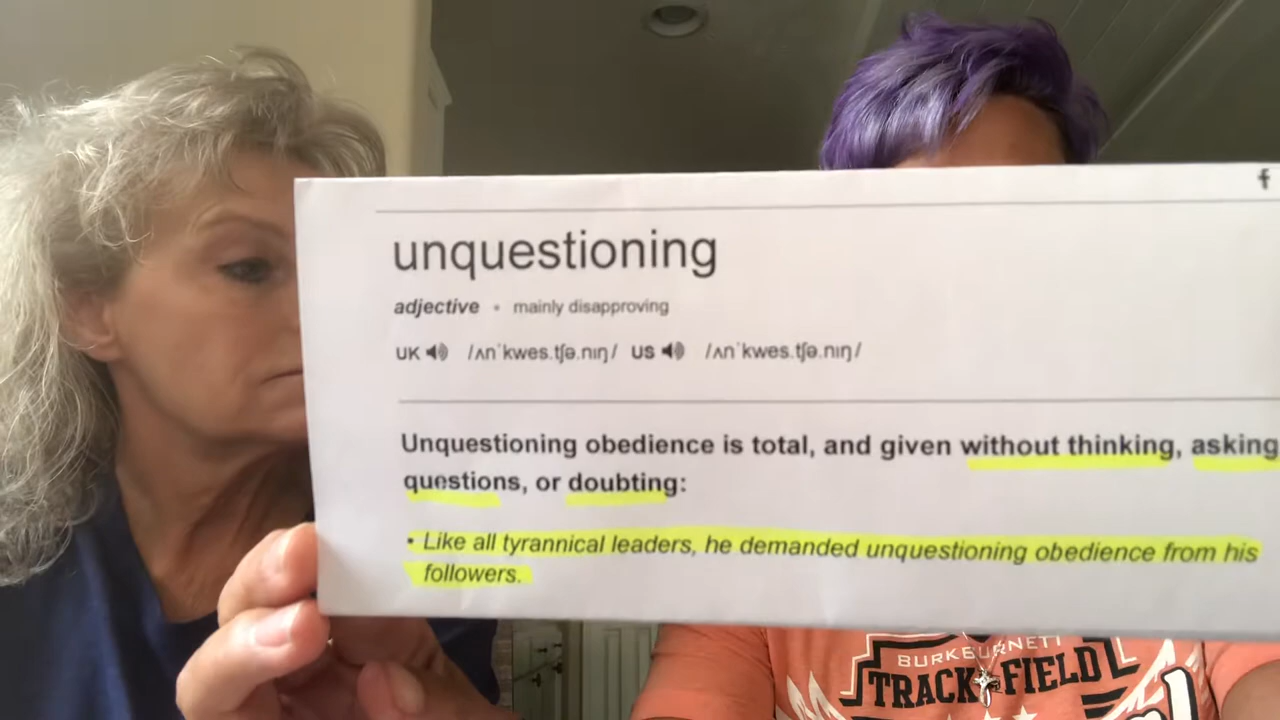 f
unquestioning
adjective • mainly disapproving
UK /ʌnˈkwes.tʃə.nɪŋ/ US /ʌnˈkwes.tʃə.nɪŋ/
Unquestioning obedience is total, and given without thinking, asking
questions, or doubting:
• Like all tyrannical leaders, he demanded unquestioning obedience from his
followers.
BURKBURNETT
TRACK FIELD